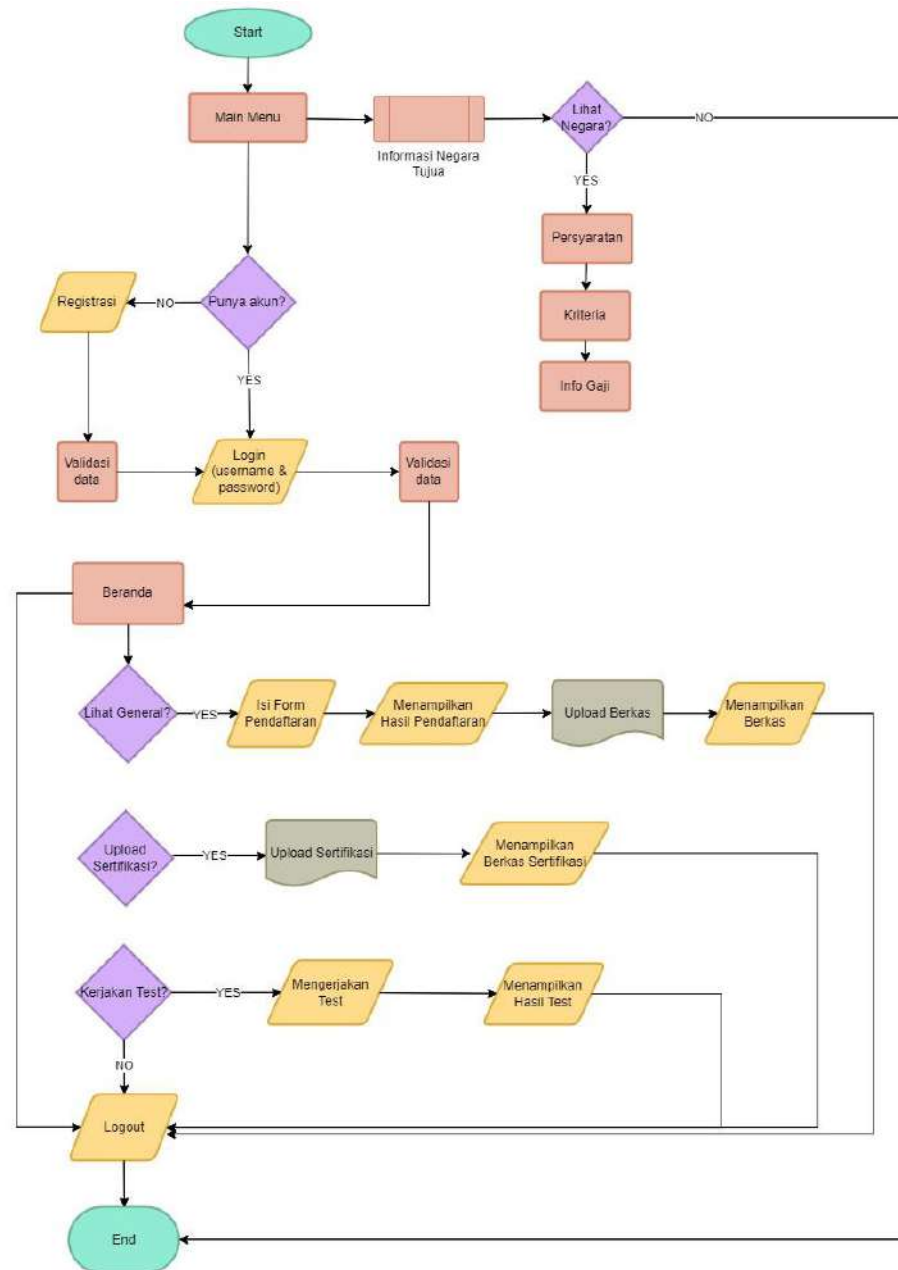 Start
Main Menu
Informasi Negara
Tujua
Lihat
Negara?
NO
YES
Persyaratan
Kriteria
Info Gaji
Registrasi
NO
Punya akun?
YES
Validasi
data
Login
(username &
password)
Validasi
data
Beranda
Lihat General?
YES
Isi Form
Pendaftaran
Menampilkan
Hasil Pendaftaran
Upload Berkas
Menampilkan
Berkas
Upload
Sertifikasi?
YES
Upload Sertifikasi
Menampilkan
Berkas Sertifikasi
Kerjakan Test?
YES
Mengerjakan
Test
Menampilkan
Hasil Test
NO
Logout
End